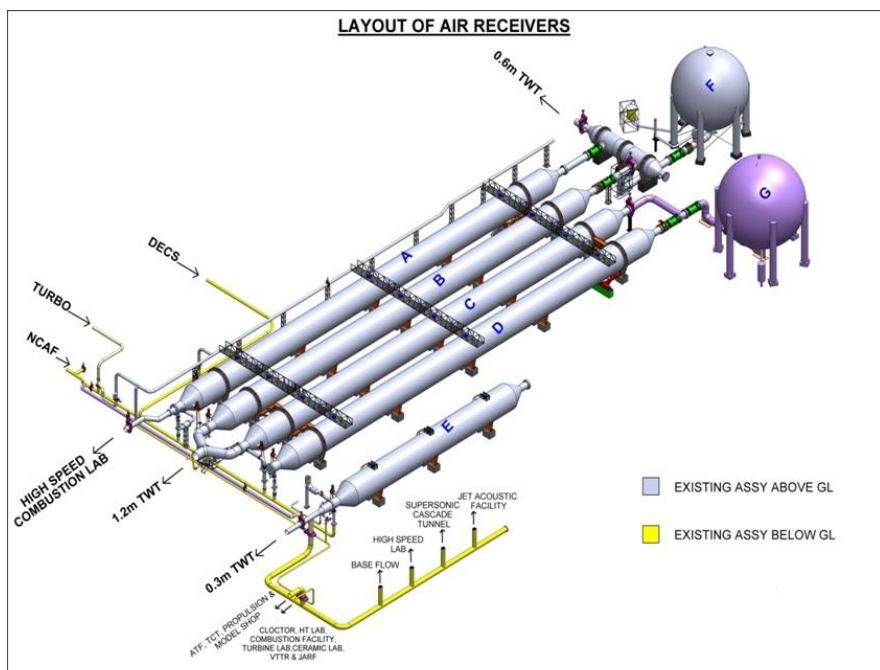 LAYOUT OF AIR RECEIVERS
0.6m TWT
F
G
DECS
A
B
C
D
E
TURBO
NCAF
HIGH SPEED
COMBUSTION LAB
1.2m TWT
0.3m TWT
BASE FLOW
HIGH SPEED
LAB
SUPERSONIC
CASCADE
TUNNEL
JET ACOUSTIC
FACILITY
ATF, TCT, PROPULSION &
MODEL SHOP
CLOCTOR, HT LAB,
COMBUSTION FACILITY,
TURBINE LAB,CERAMIC LAB,
VTTR & JARF
EXISTING ASSY ABOVE GL
EXISTING ASSY BELOW GL